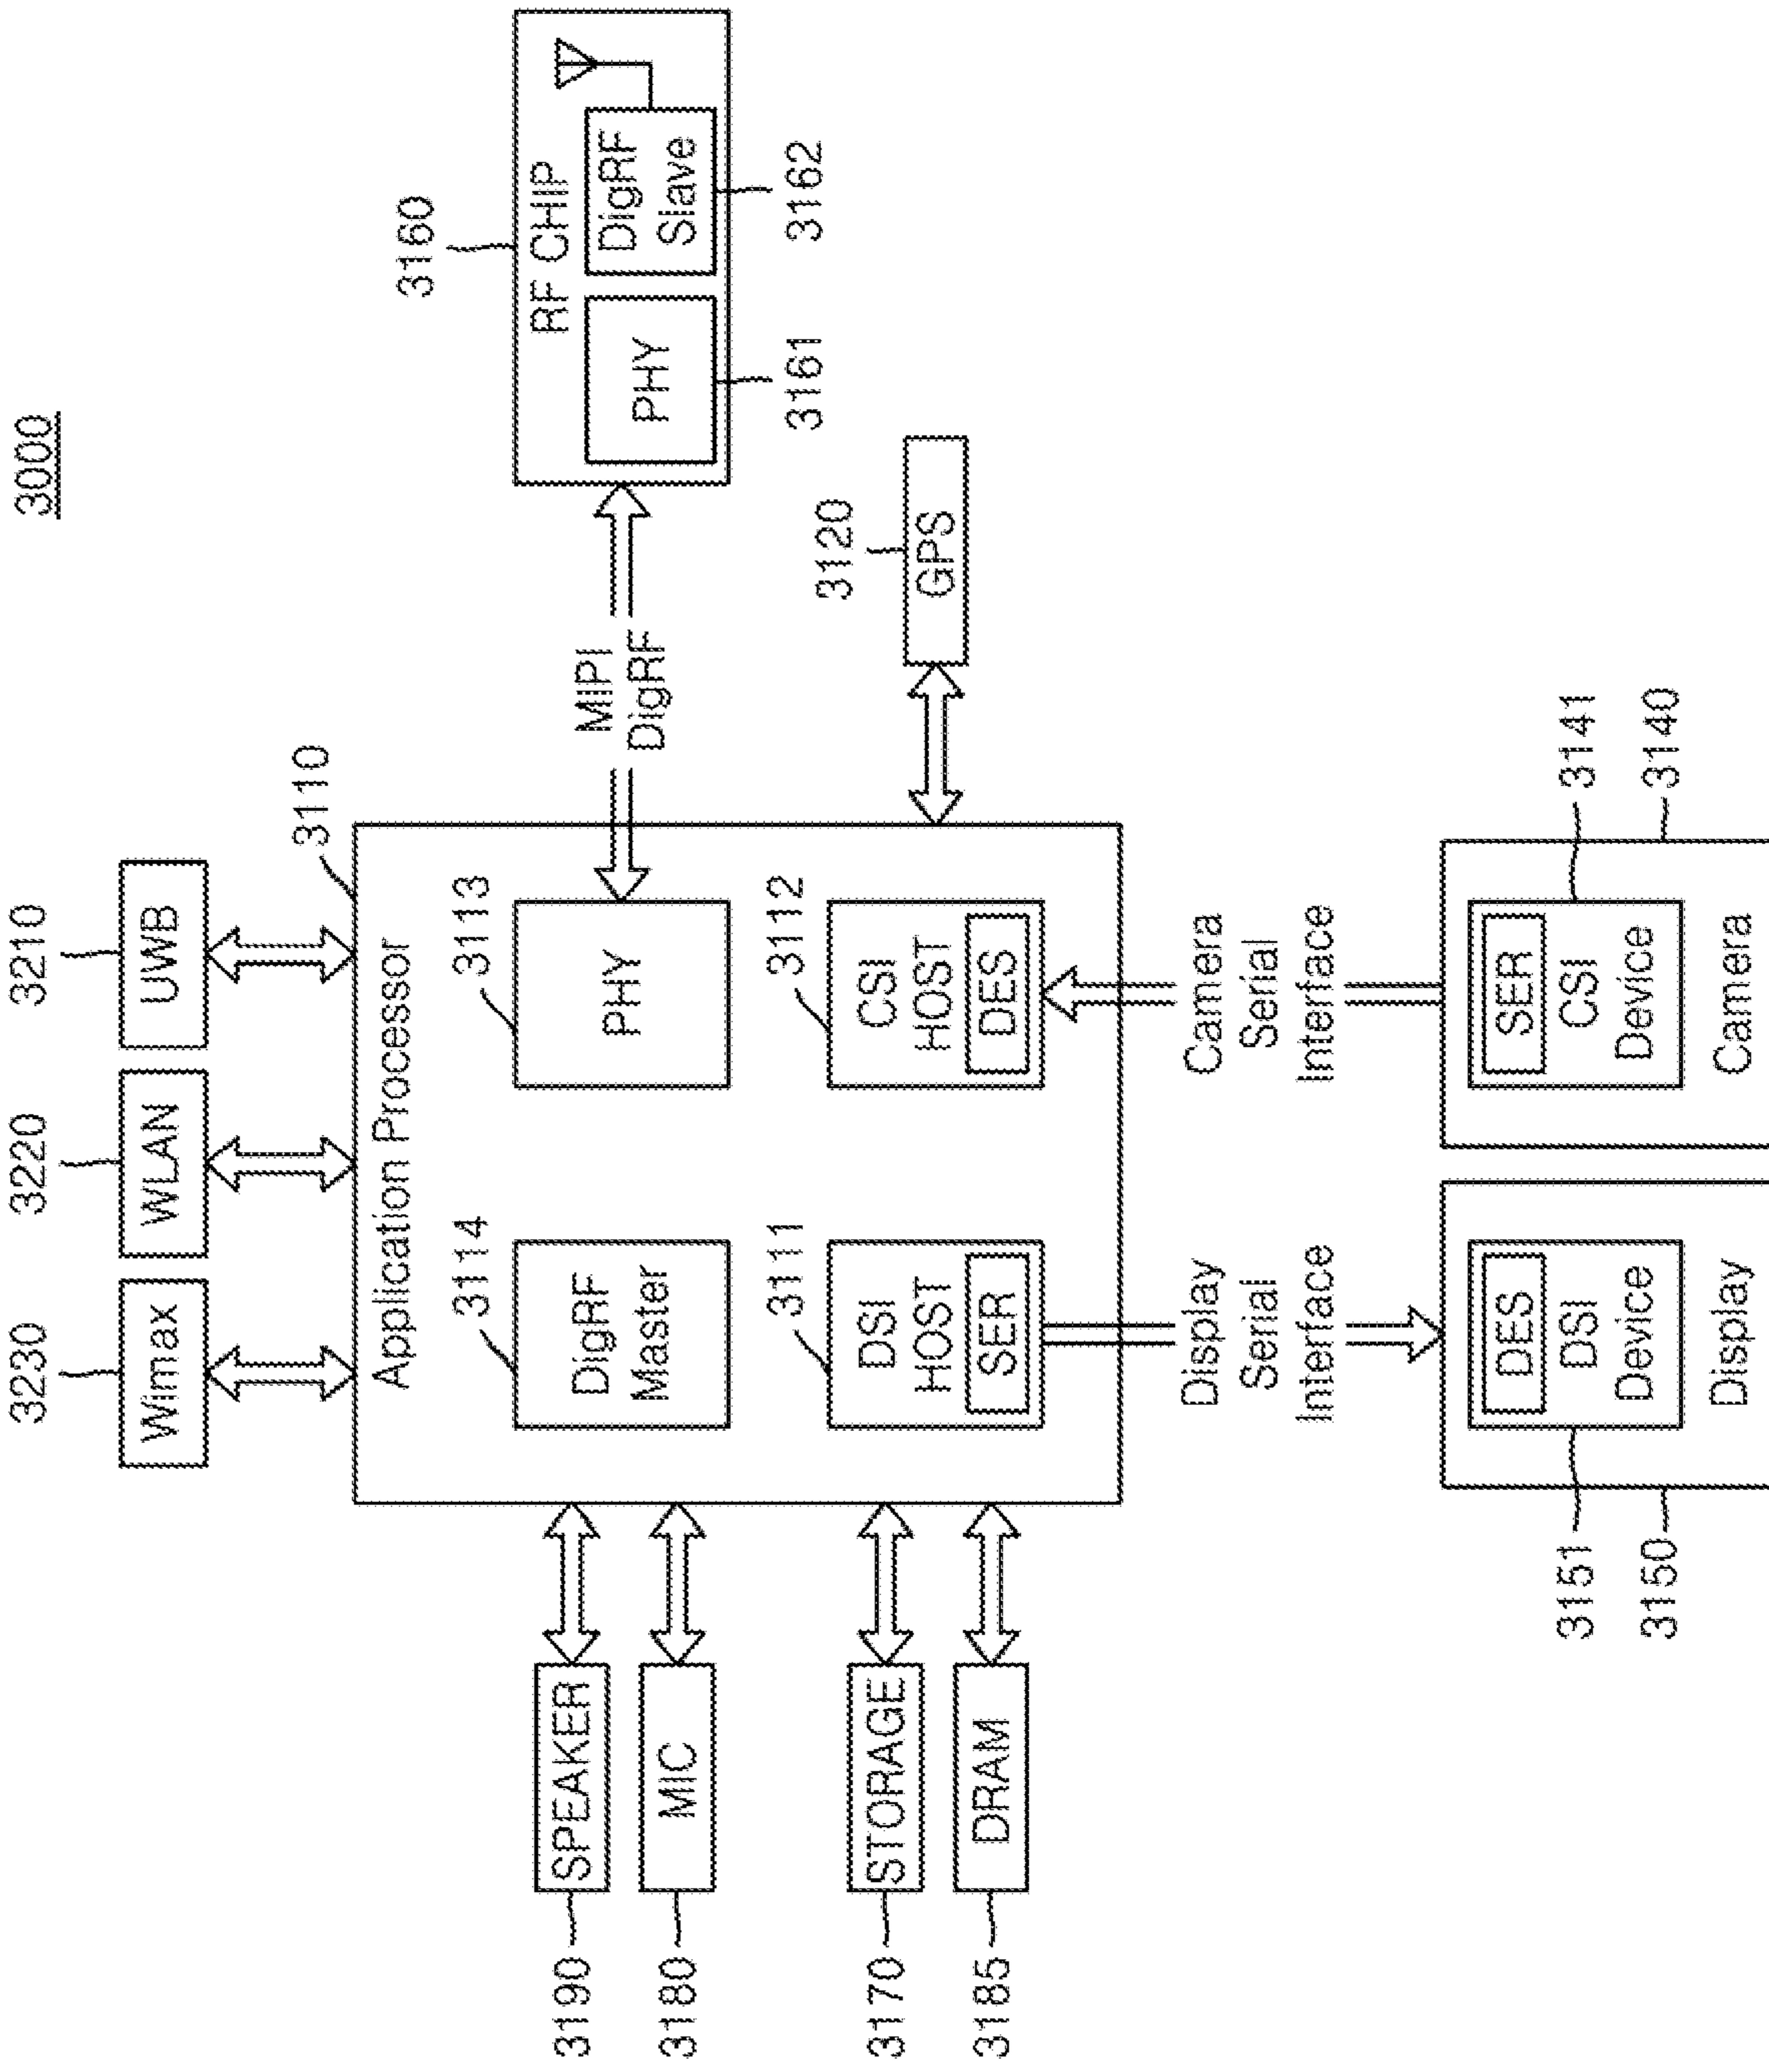 3000
3230
3220
3210
Wimax
WLAN
UWB
3110
Application Processor
3160
RF CHIP
3190
SPEAKER
3114
DigRF
Master
3113
PHY
MIPI
DigRF
PHY
DigRF
Slave
3180
MIC
3161
3162
3170
STORAGE
3111
DSI
HOST
SER
3112
CSI
HOST
DES
3120
GPS
3185
DRAM
Display
Serial
Interface
Camera
Serial
Interface
3151
DES
DSI
Device
SER
CSI
Device
3141
3150
Display
Camera
3140